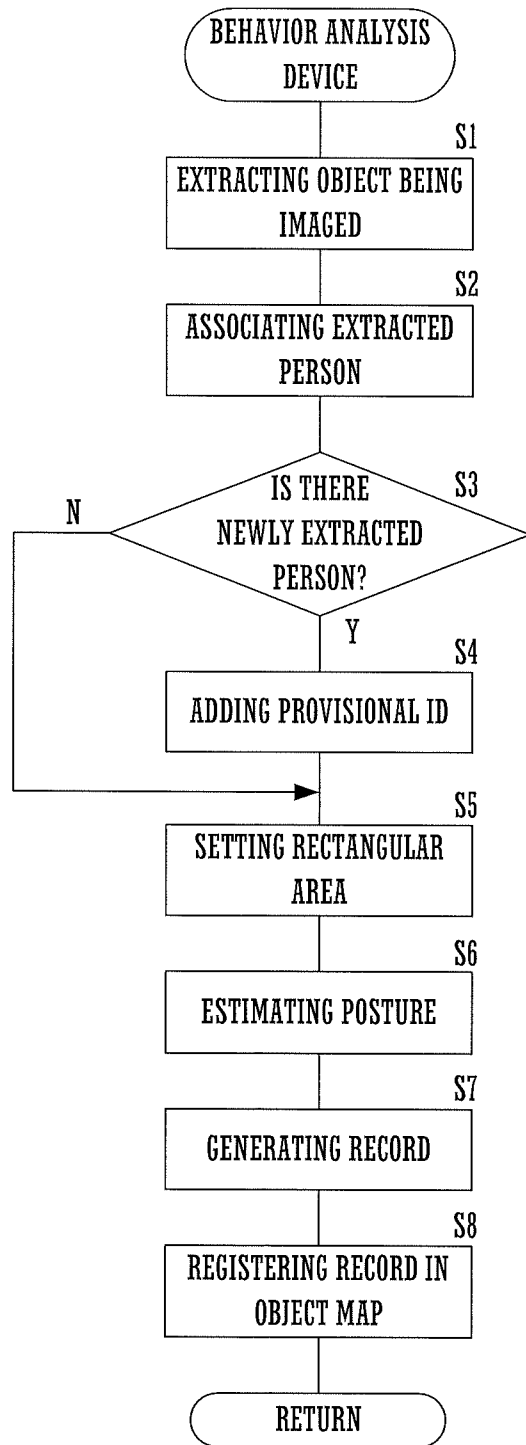 BEHAVIOR ANALYSIS
DEVICE
S1
EXTRACTING OBJECT BEING
IMAGED
S2
ASSOCIATING EXTRACTED
PERSON
S3
IS THERE
NEWLY EXTRACTED
PERSON?
N
Y
S4
ADDING PROVISIONAL ID
S5
SETTING RECTANGULAR
AREA
S6
ESTIMATING POSTURE
S7
GENERATING RECORD
S8
REGISTERING RECORD IN
OBJECT MAP
RETURN